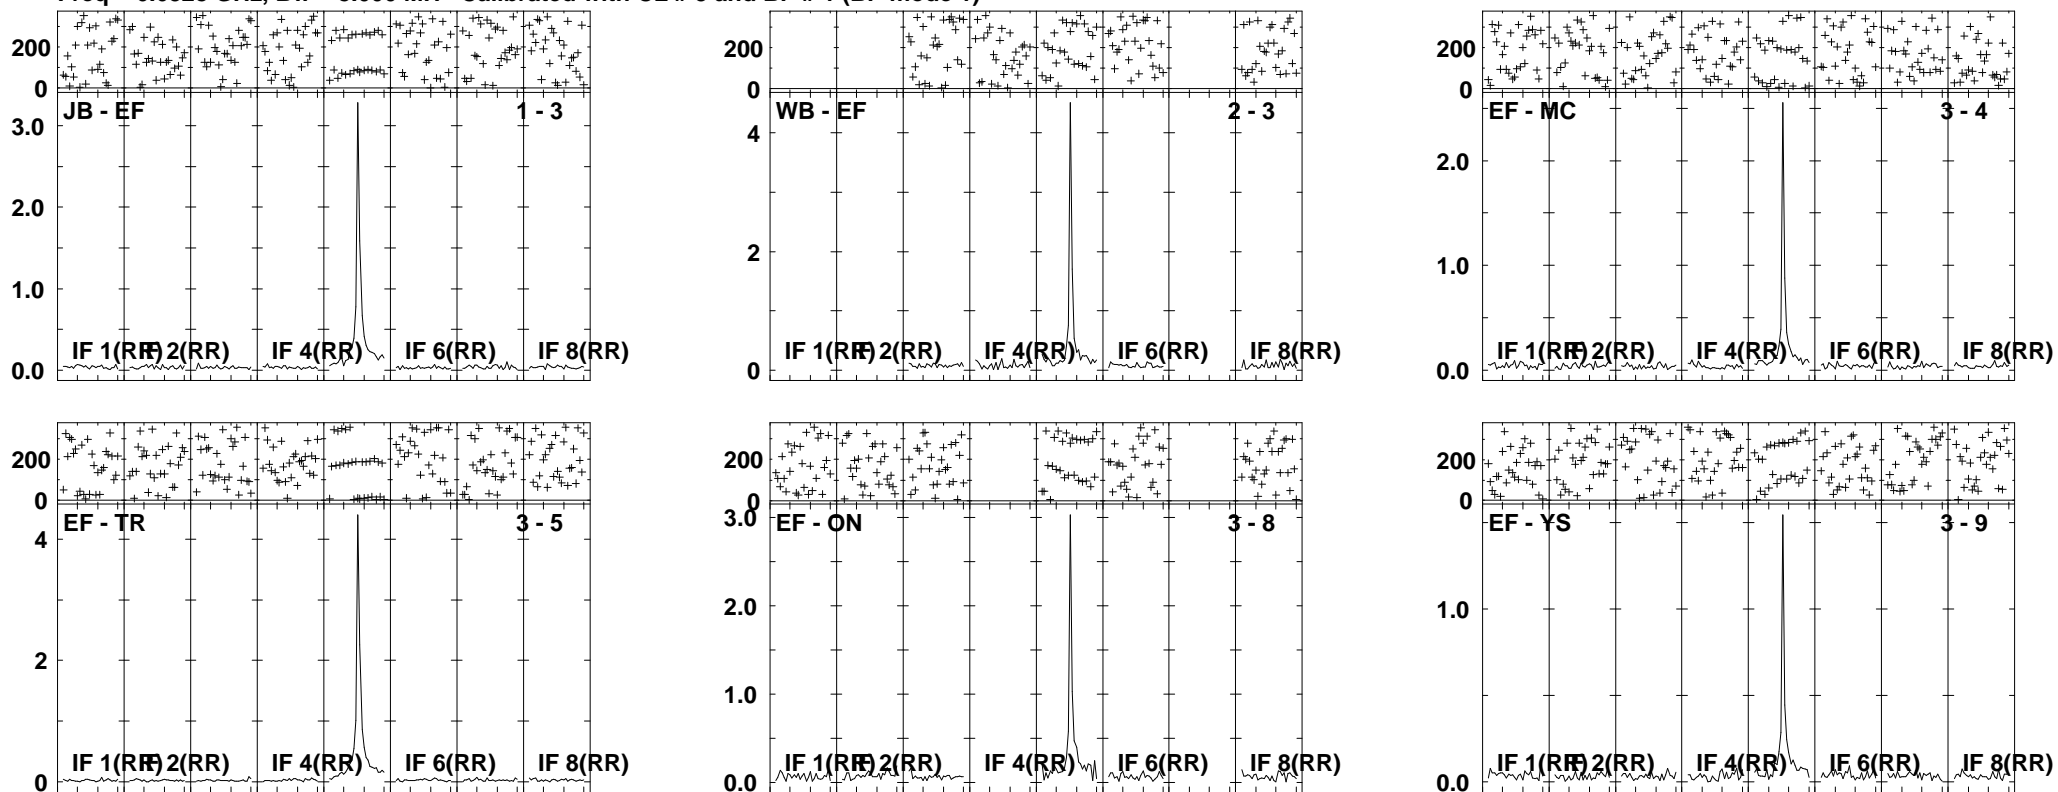 200
0
JB - EF
1 - 3
3.0
2.0
1.0
0.0
IF 1(RR)
IF 2(RR)
IF 4(RR)
IF 6(RR)
IF 8(RR)
200
0
WB - EF
2 - 3
4
2
0
IF 1(RR)
IF 2(RR)
IF 4(RR)
IF 6(RR)
IF 8(RR)
200
0
EF - MC
3 - 4
2.0
1.0
0.0
IF 1(RR)
IF 2(RR)
IF 4(RR)
IF 6(RR)
IF 8(RR)
200
0
EF - TR
3 - 5
4
2
0
IF 1(RR)
IF 2(RR)
IF 4(RR)
IF 6(RR)
IF 8(RR)
200
0
EF - ON
3 - 8
3.0
2.0
1.0
0.0
IF 1(RR)
IF 2(RR)
IF 4(RR)
IF 6(RR)
IF 8(RR)
200
0
EF - YS
3 - 9
1.0
0.0
IF 1(RR)
IF 2(RR)
IF 4(RR)
IF 6(RR)
IF 8(RR)